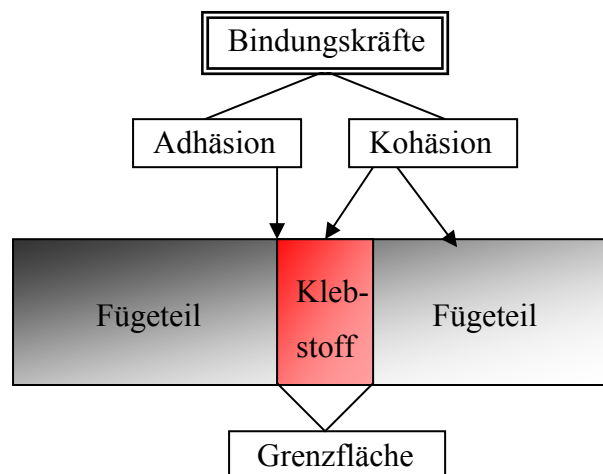 Bindungskräfte
Adhäsion
Kohäsion
Fügeteil
Kleb-
stoff
Fügeteil
Grenzfläche